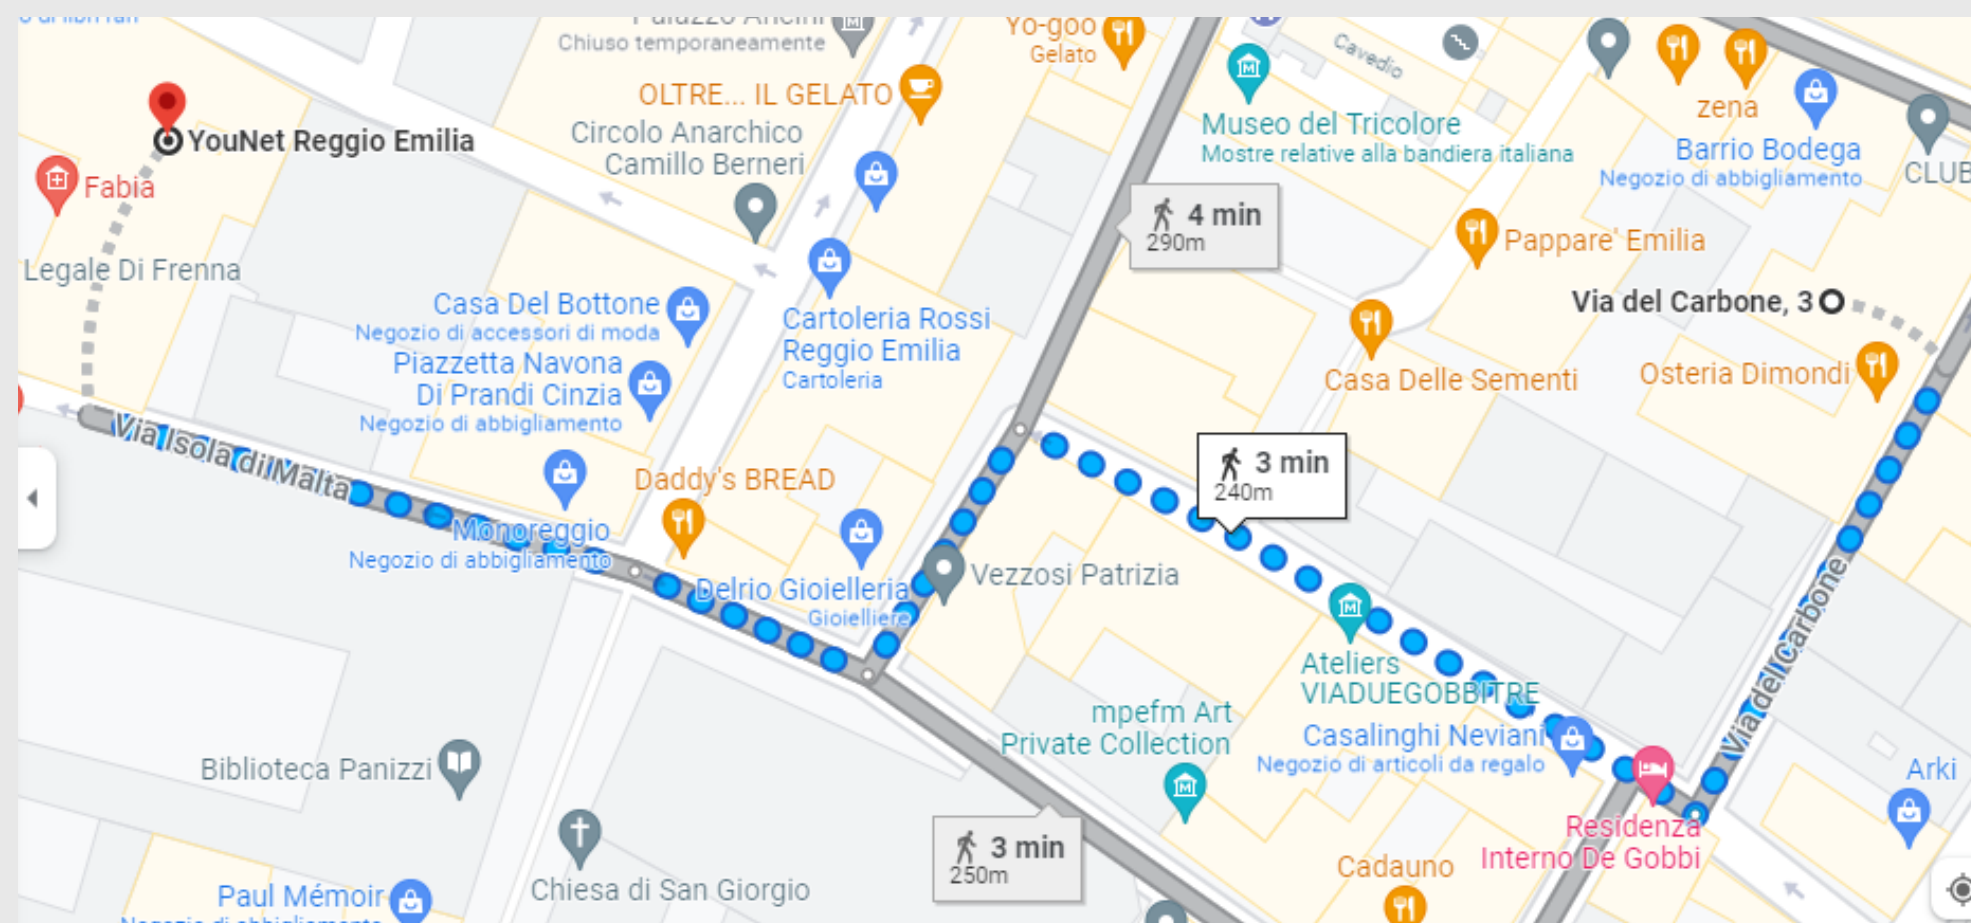 Palazzo Ancini
Chiuso temporaneamente
Yo-goo
Gelato
Cavedio
OLTRE... IL GELATO
zena
Museo del Tricolore
Mostre relative alla bandiera italiana
Circolo Anarchico
Camillo Berneri
YouNet Reggio Emilia
Barrio Bodega
Negozio di abbigliamento
CLUB
Fabia
4 min
290m
Pappare' Emilia
Legale Di Frenna
Casa Del Bottone
Negozio di accessori di moda
Via del Carbone, 3
Cartoleria Rossi
Reggio Emilia
Cartoleria
Piazzetta Navona
Di Prandi Cinzia
Negozio di abbigliamento
Casa Delle Sementi
Osteria Dimondi
Via Isola di Malta
Daddy's BREAD
3 min
240m
Monoreggio
Negozio di abbigliamento
Delrio Gioielleria
Gioielliere
Vezzosi Patrizia
Via del Carbone
Ateliers
VIADUEGOBBITRE
mpefm Art
Private Collection
Casalinghi Neviani
Negozio di articoli da regalo
Biblioteca Panizzi
Arki
Residenza
Interno De Gobbi
3 min
250m
Cadauno
Chiesa di San Giorgio
Paul Mémoir
Negozio di abbigliamento